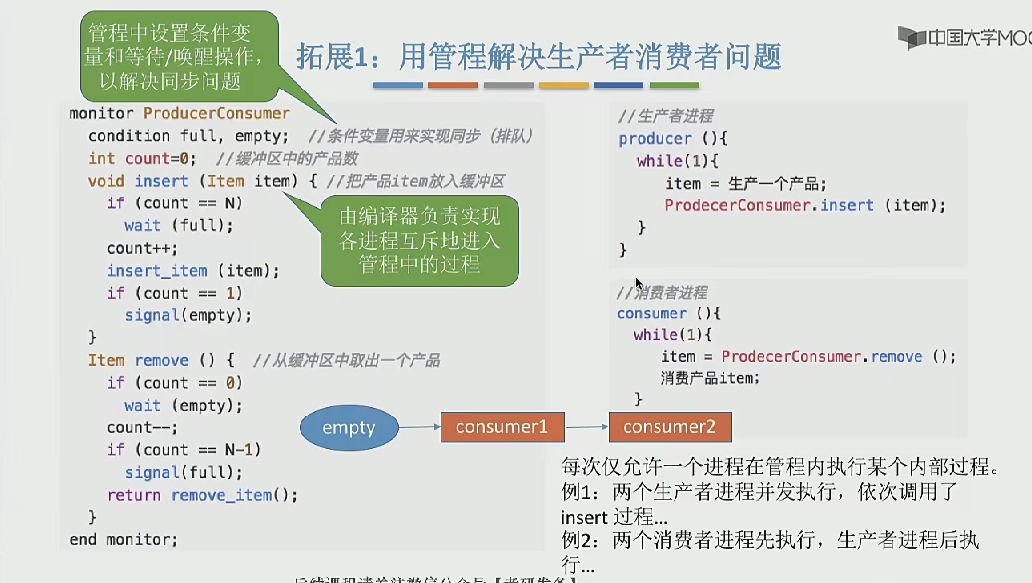 管程中设置条件变
量和等待/唤醒操作，
以解决同步问题
拓展1：用管程解决生产者消费者问题
中国大学MOO
monitor ProducerConsumer
condition full, empty; //条件变量用来实现同步（排队）
int count=0; //缓冲区中的产品数
void insert (Item item) { //把产品item放入缓冲区
if (count == N)
wait (full);
count++;
insert_item (item);
if (count == 1)
signal(empty);
}
Item remove () { //从缓冲区中取出一个产品
if (count == 0)
wait (empty);
count--;
if (count == N-1)
signal(full);
return remove_item();
}
end monitor;
由编译器负责实现
各进程互斥地进入
管程中的过程
//生产者进程
producer (){
while(1){
item = 生产一个产品;
ProdecerConsumer.insert (item);
}
}
//消费者进程
consumer (){
while(1){
item = ProdecerConsumer.remove ();
消费产品item;
}
empty
consumer1
consumer2
每次仅允许一个进程在管程内执行某个内部过程。
例1：两个生产者进程并发执行，依次调用了
insert 过程…
例2：两个消费者进程先执行，生产者进程后执
行…